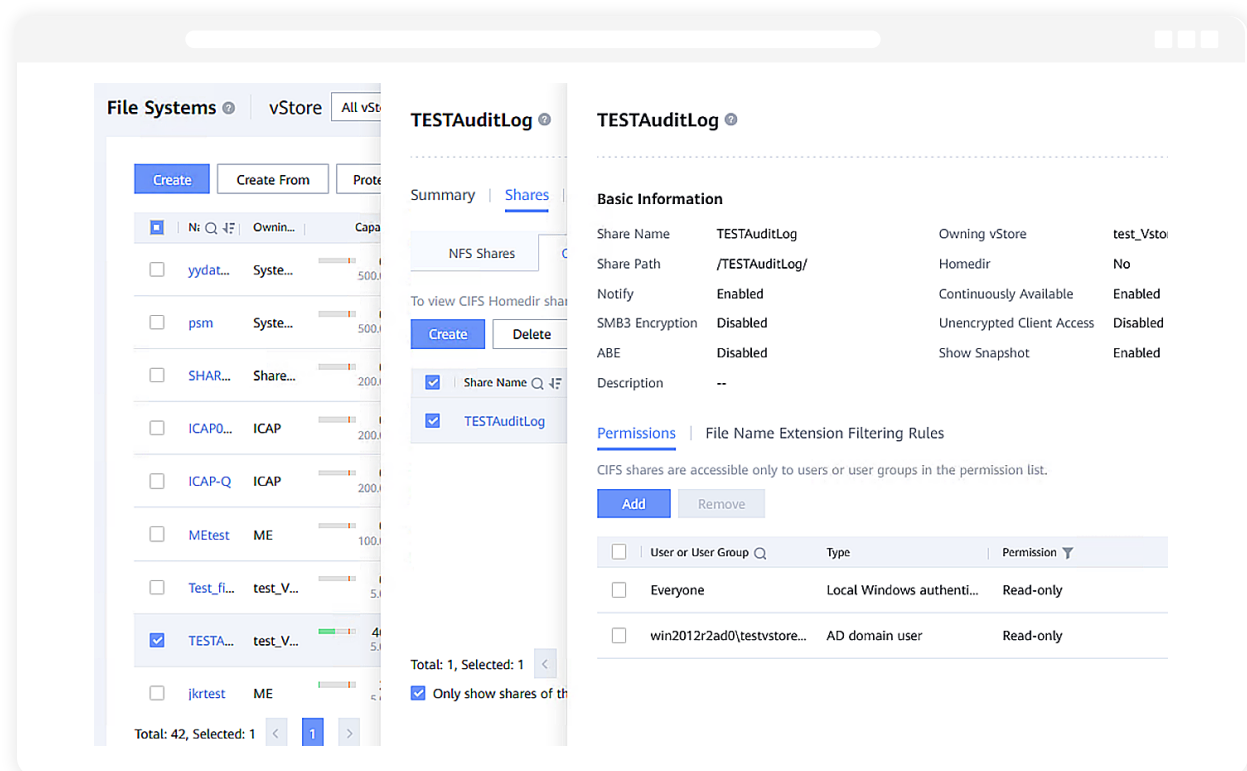 File Systems vStore All vSt
Create Create From Prote
Na Ownin... Capa
yydat... Syste... 500.
psm Syste... 500.
SHAR... Share... 200.
ICAP0... ICAP 200.
ICAP-Q ICAP 200.
MEtest ME 100.
Test_fi... test_V... 5.
TESTA... test_V... 5.
jkrtest ME
Total: 42, Selected: 1 < 1 >
TESTAuditLog
Summary Shares
NFS Shares
To view CIFS Homedir shar
Create Delete
Share Name
TESTAuditLog
Total: 1, Selected: 1 <
Only show shares of th
TESTAuditLog
Basic Information
Share Name TESTAuditLog Owning vStore test_Vstor
Share Path /TESTAuditLog/ Homedir No
Notify Enabled Continuously Available Enabled
SMB3 Encryption Disabled Unencrypted Client Access Disabled
ABE Disabled Show Snapshot Enabled
Description --
Permissions File Name Extension Filtering Rules
CIFS shares are accessible only to users or user groups in the permission list.
Add Remove
User or User Group Type Permission
Everyone Local Windows authenti... Read-only
win2012r2ad0\testvstore... AD domain user Read-only